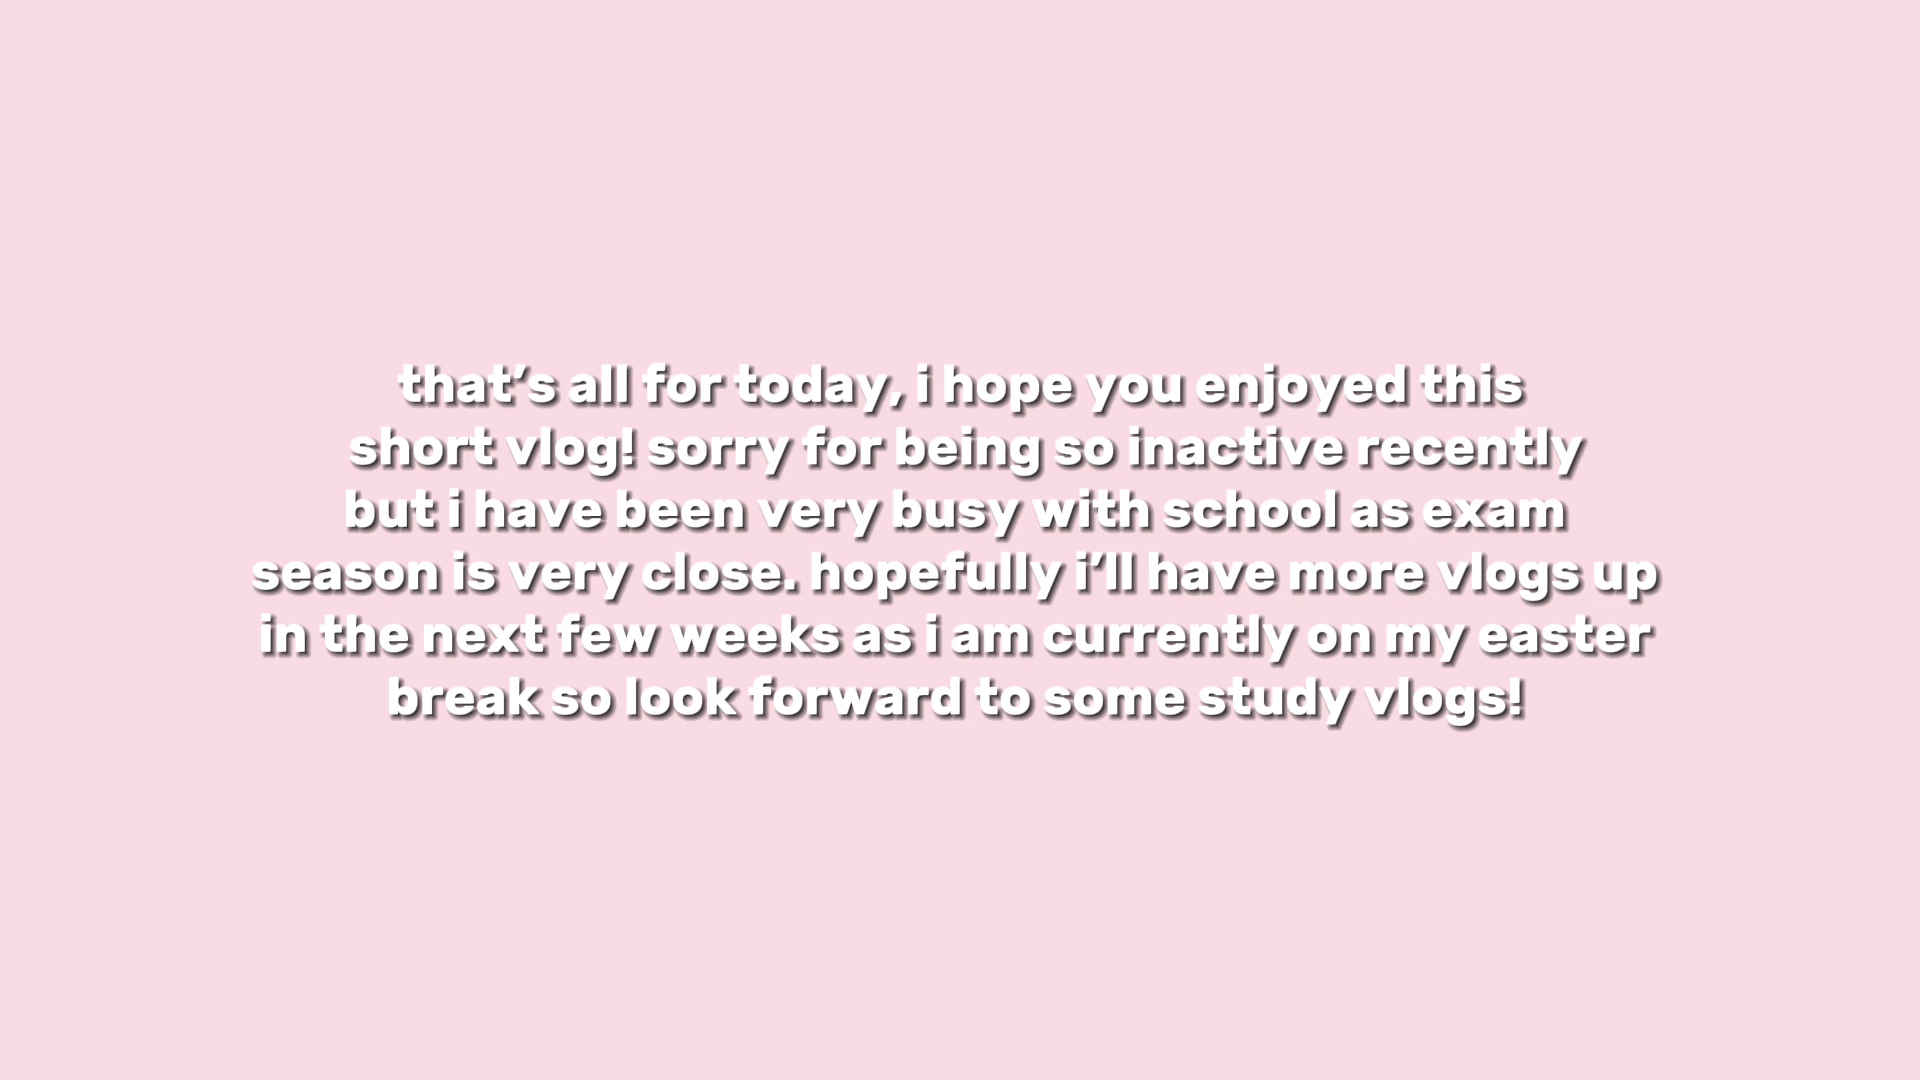 that’s all for today, i hope you enjoyed this
short vlog! sorry for being so inactive recently
but i have been very busy with school as exam
season is very close. hopefully i’ll have more vlogs up
in the next few weeks as i am currently on my easter
break so look forward to some study vlogs!